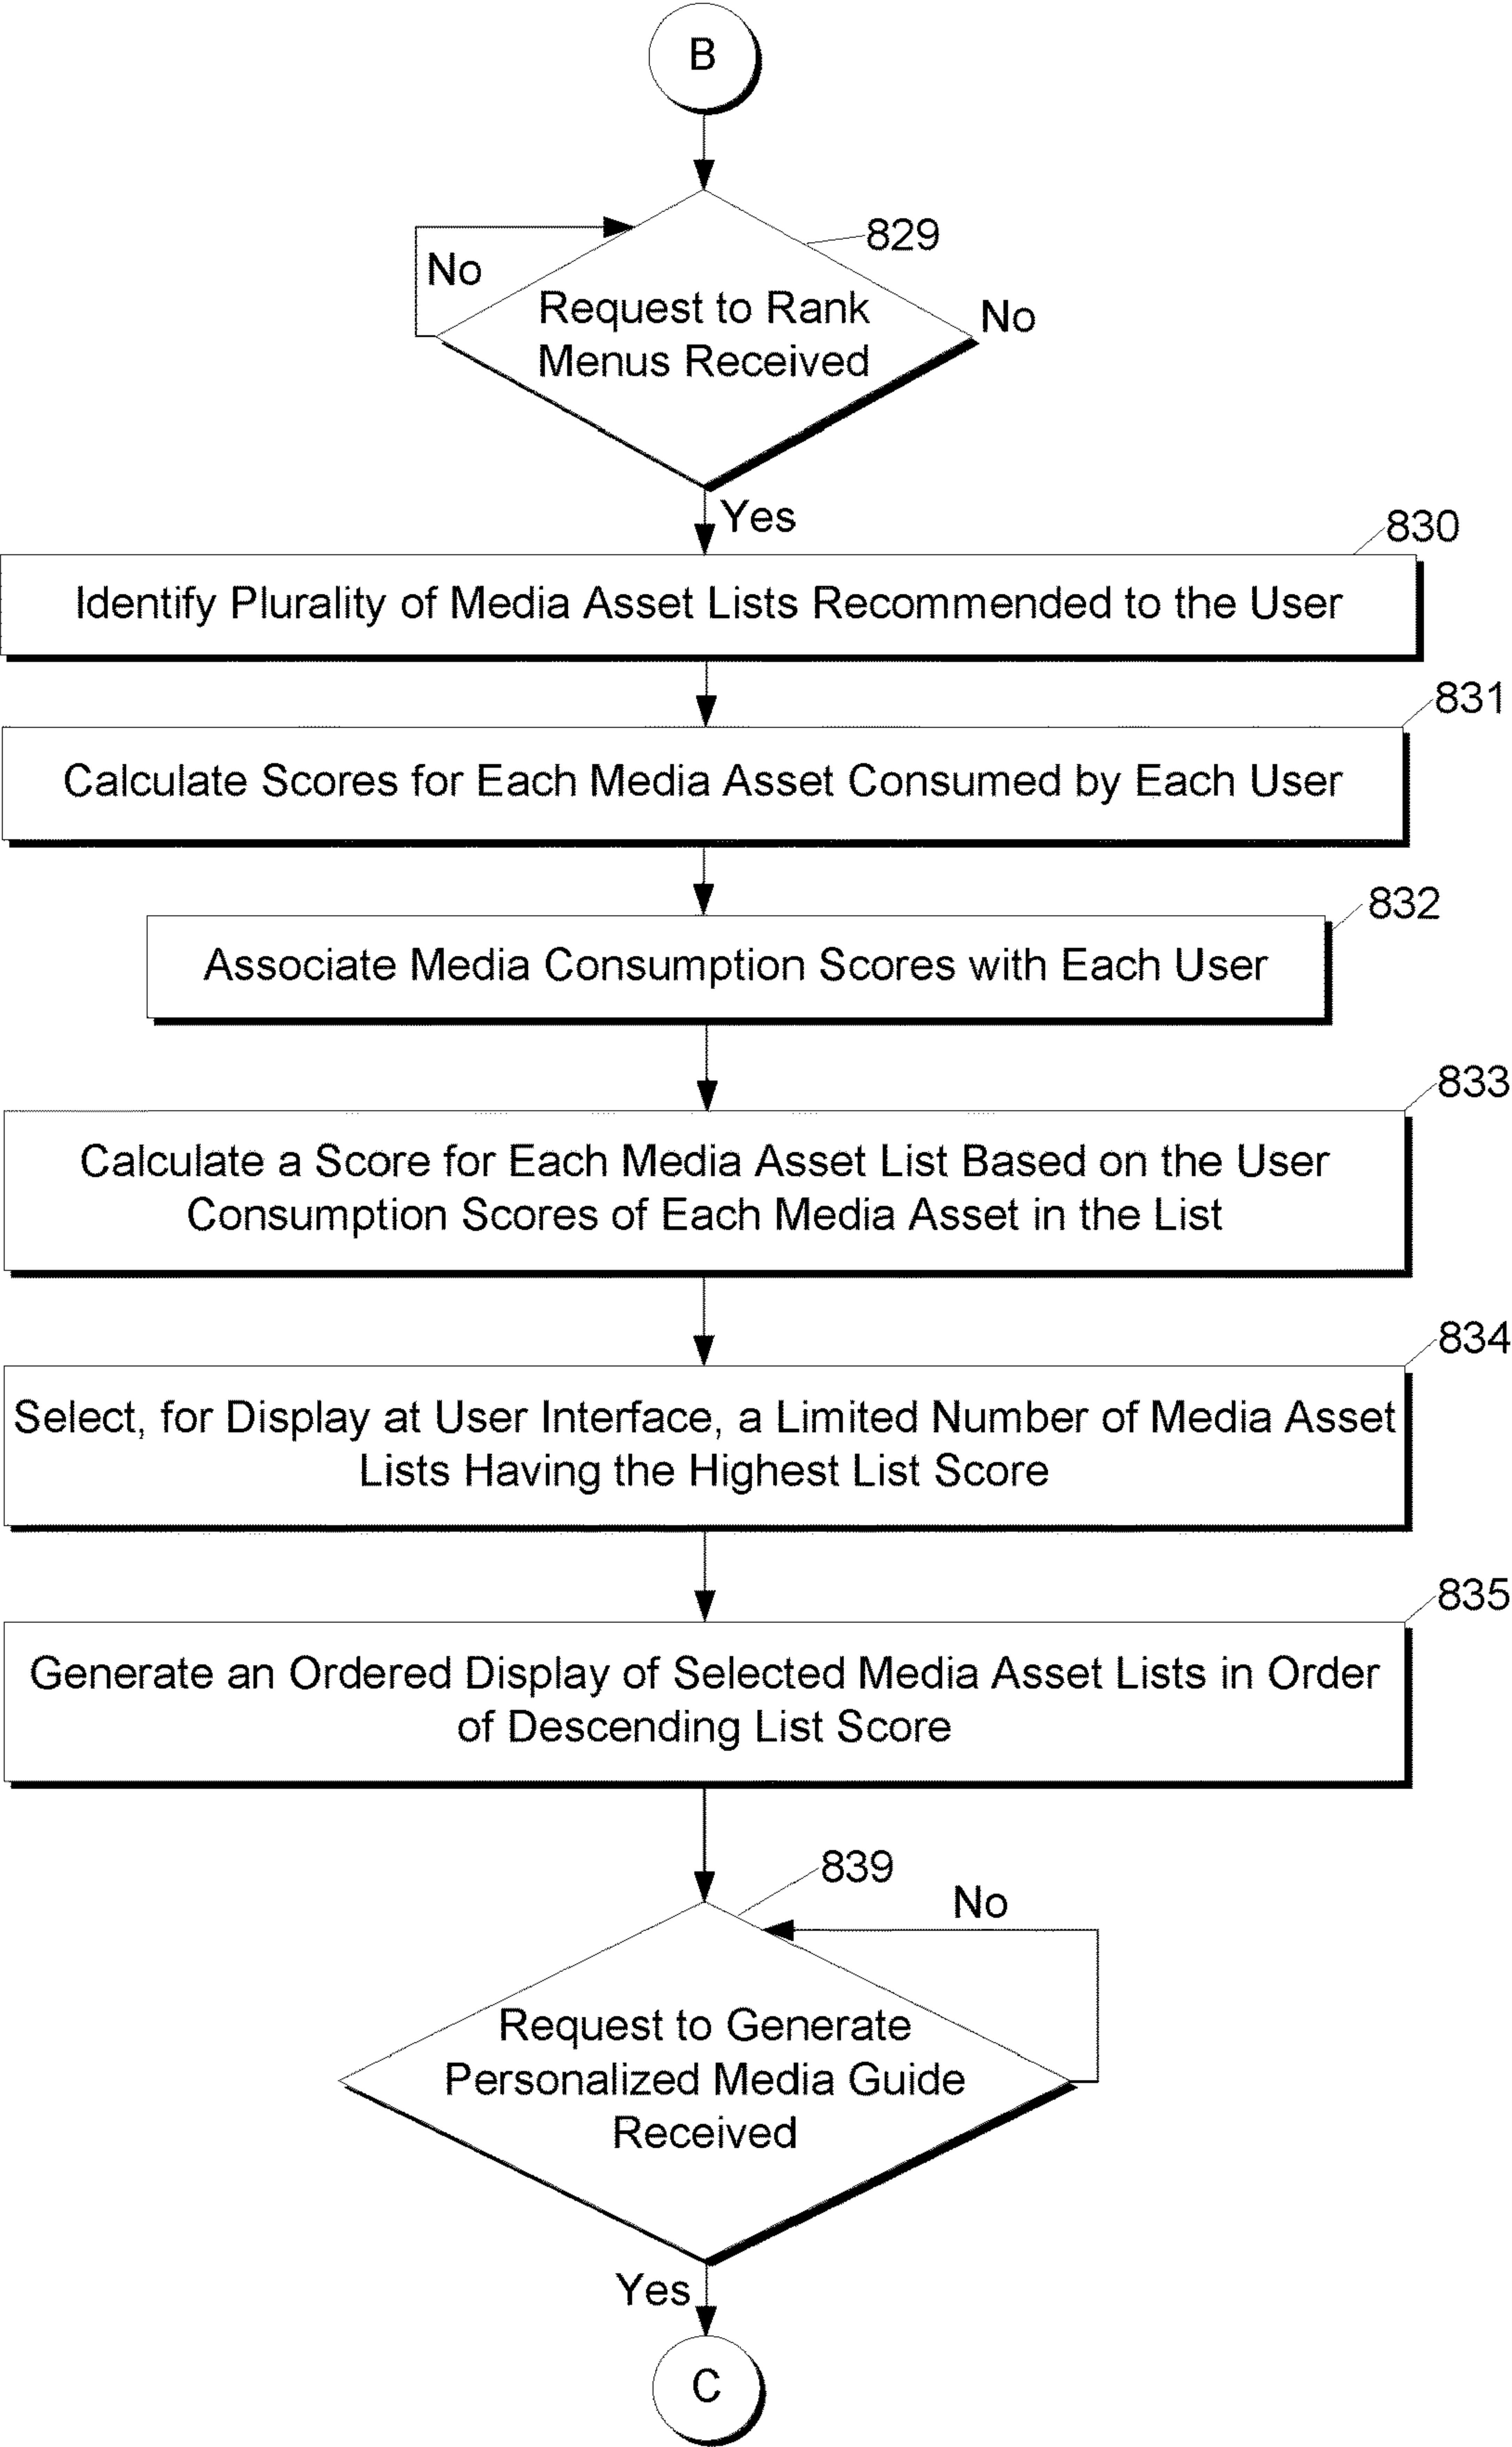 B
829
No
Request to Rank
Menus Received
No
Yes
830
Identify Plurality of Media Asset Lists Recommended to the User
831
Calculate Scores for Each Media Asset Consumed by Each User
832
Associate Media Consumption Scores with Each User
833
Calculate a Score for Each Media Asset List Based on the User
Consumption Scores of Each Media Asset in the List
834
Select, for Display at User Interface, a Limited Number of Media Asset
Lists Having the Highest List Score
835
Generate an Ordered Display of Selected Media Asset Lists in Order
of Descending List Score
839
No
Request to Generate
Personalized Media Guide
Received
Yes
C